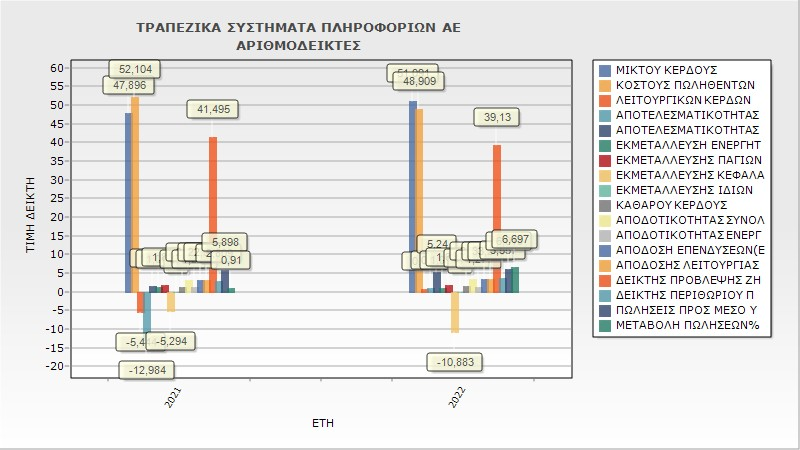 ΤΡΑΠΕΖΙΚΑ ΣΥΣΤΗΜΑΤΑ ΠΛΗΡΟΦΟΡΙΩΝ ΑΕ
ΑΡΙΘΜΟΔΕΙΚΤΕΣ
ΤΙΜΗ ΔΕΙΚΤΗ
60
55
50
45
40
35
30
25
20
15
10
5
0
-5
-10
-15
-20
52,104
47,896
41,495
5,898
0,91
-5,294
-12,984
48,909
39,13
5,24
6,697
-10,883
2021
2022
ΕΤΗ
ΜΙΚΤΟΥ ΚΕΡΔΟΥΣ
ΚΟΣΤΟΥΣ ΠΩΛΗΘΕΝΤΩΝ
ΛΕΙΤΟΥΡΓΙΚΩΝ ΚΕΡΔΩΝ
ΑΠΟΤΕΛΕΣΜΑΤΙΚΟΤΗΤΑΣ
ΑΠΟΤΕΛΕΣΜΑΤΙΚΟΤΗΤΑΣ
ΕΚΜΕΤΑΛΛΕΥΣΗ ΕΝΕΡΓΗΤ
ΕΚΜΕΤΑΛΛΕΥΣΗΣ ΠΑΓΙΩΝ
ΕΚΜΕΤΑΛΛΕΥΣΗΣ ΚΕΦΑΛΑ
ΕΚΜΕΤΑΛΛΕΥΣΗΣ ΙΔΙΩΝ
ΚΑΘΑΡΟΥ ΚΕΡΔΟΥΣ
ΑΠΟΔΟΤΙΚΟΤΗΤΑΣ ΣΥΝΟΛ
ΑΠΟΔΟΤΙΚΟΤΗΤΑΣ ΕΝΕΡΓ
ΑΠΟΔΟΣΗ ΕΠΕΝΔΥΣΕΩΝ(Ε
ΑΠΟΔΟΣΗΣ ΛΕΙΤΟΥΡΓΙΑΣ
ΔΕΙΚΤΗΣ ΠΡΟΒΛΕΨΗΣ ΖΗ
ΔΕΙΚΤΗΣ ΠΕΡΙΘΩΡΙΟΥ Π
ΠΩΛΗΣΕΙΣ ΠΡΟΣ ΜΕΣΟ Υ
ΜΕΤΑΒΟΛΗ ΠΩΛΗΣΕΩΝ%